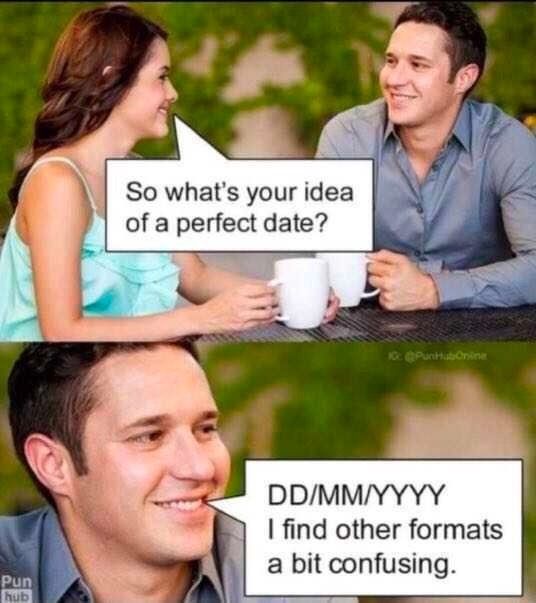 So what's your idea
of a perfect date?
IG: @PunHubOnline
DD/MM/YYYY
I find other formats
a bit confusing.
Pun
hub